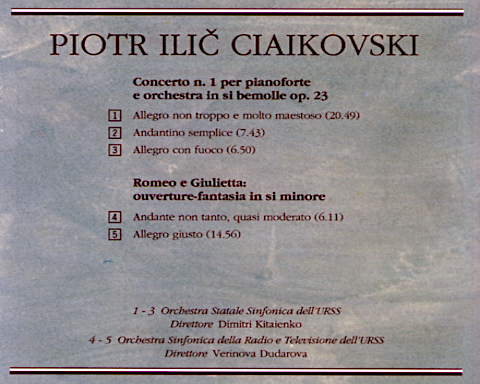 PIOTR ILIČ CIAIKOVSKI
Concerto n. 1 per pianoforte
e orchestra in si bemolle op. 23
1 Allegro non troppo e molto maestoso (20.49)
2 Andantino semplice (7.43)
3 Allegro con fuoco (6.50)
Romeo e Giulietta:
ouverture-fantasia in si minore
4 Andante non tanto, quasi moderato (6.11)
5 Allegro giusto (14.56)
1 - 3 Orchestra Statale Sinfonica dell'URSS
Direttore Dimitri Kitaienko
4 - 5 Orchestra Sinfonica della Radio e Televisione dell'URSS
Direttore Verinova Dudarova